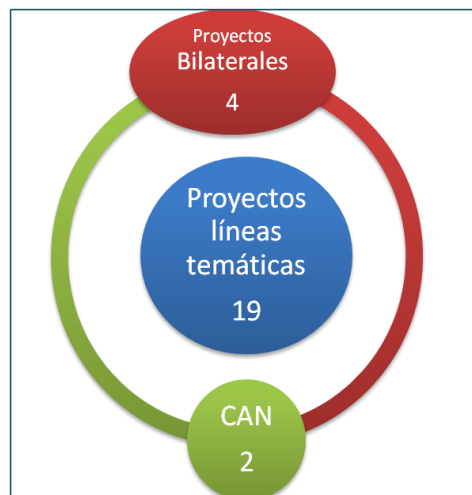 Proyectos
Bilaterales
4
Proyectos
líneas
temáticas
19
CAN
2